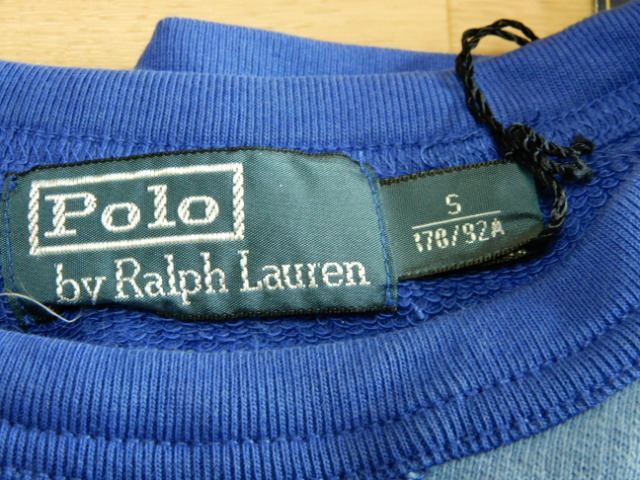 Polo
by Ralph Lauren
S
170/92A